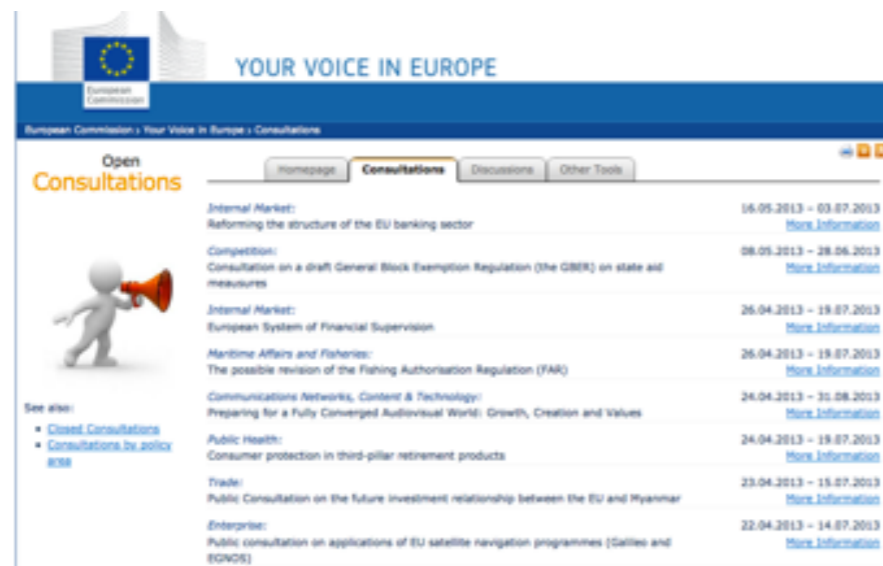 YOUR VOICE IN EUROPE
European
Commission
European Commission > Your Voice in Europe > Consultations
Open
Consultations
Homepage
Consultations
Discussions
Other Tools
Internal Market:
16.05.2013 – 03.07.2013
Reforming the structure of the EU banking sector
More Information
Competition:
08.05.2013 – 28.06.2013
Consultation on a draft General Block Exemption Regulation (the GBER) on state aid
More Information
meausures
Internal Market:
26.04.2013 – 19.07.2013
European System of Financial Supervision
More Information
Maritime Affairs and Fisheries:
26.04.2013 – 19.07.2013
The possible revision of the Fishing Authorisation Regulation (FAR)
More Information
Communications Networks, Content & Technology:
24.04.2013 – 31.08.2013
Preparing for a Fully Converged Audiovisual World: Growth, Creation and Values
More Information
Public Health:
24.04.2013 – 19.07.2013
Consumer protection in third-pillar retirement products
More Information
Trade:
23.04.2013 – 15.07.2013
Public Consultation on the future investment relationship between the EU and Myanmar
More Information
Enterprise:
22.04.2013 – 14.07.2013
Public consultation on applications of EU satellite navigation programmes (Galileo and
More Information
EGNOS)
See also:
Closed Consultations
Consultations by policy
area